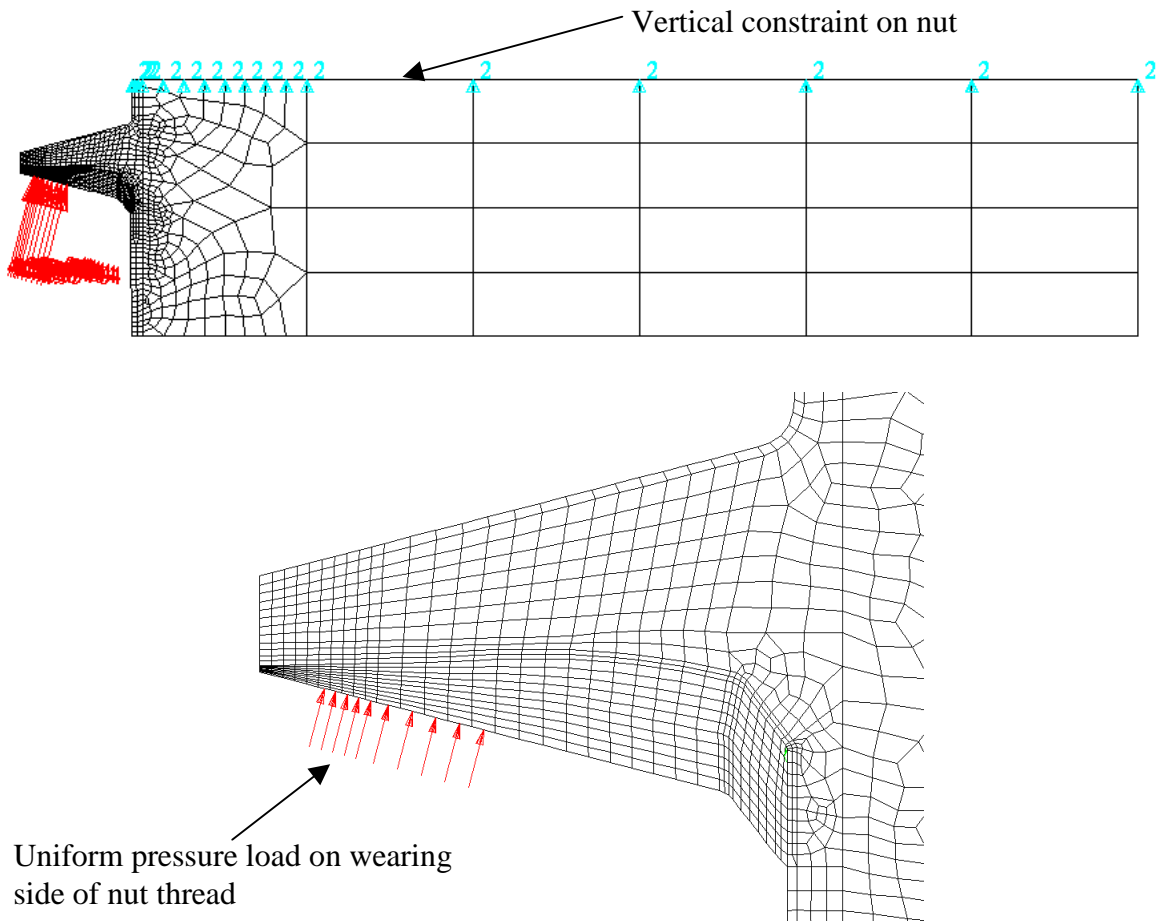 Vertical constraint on nut
2 2 2 2 2 2 2 2 2 2 2 2 2 2
Uniform pressure load on wearing
side of nut thread